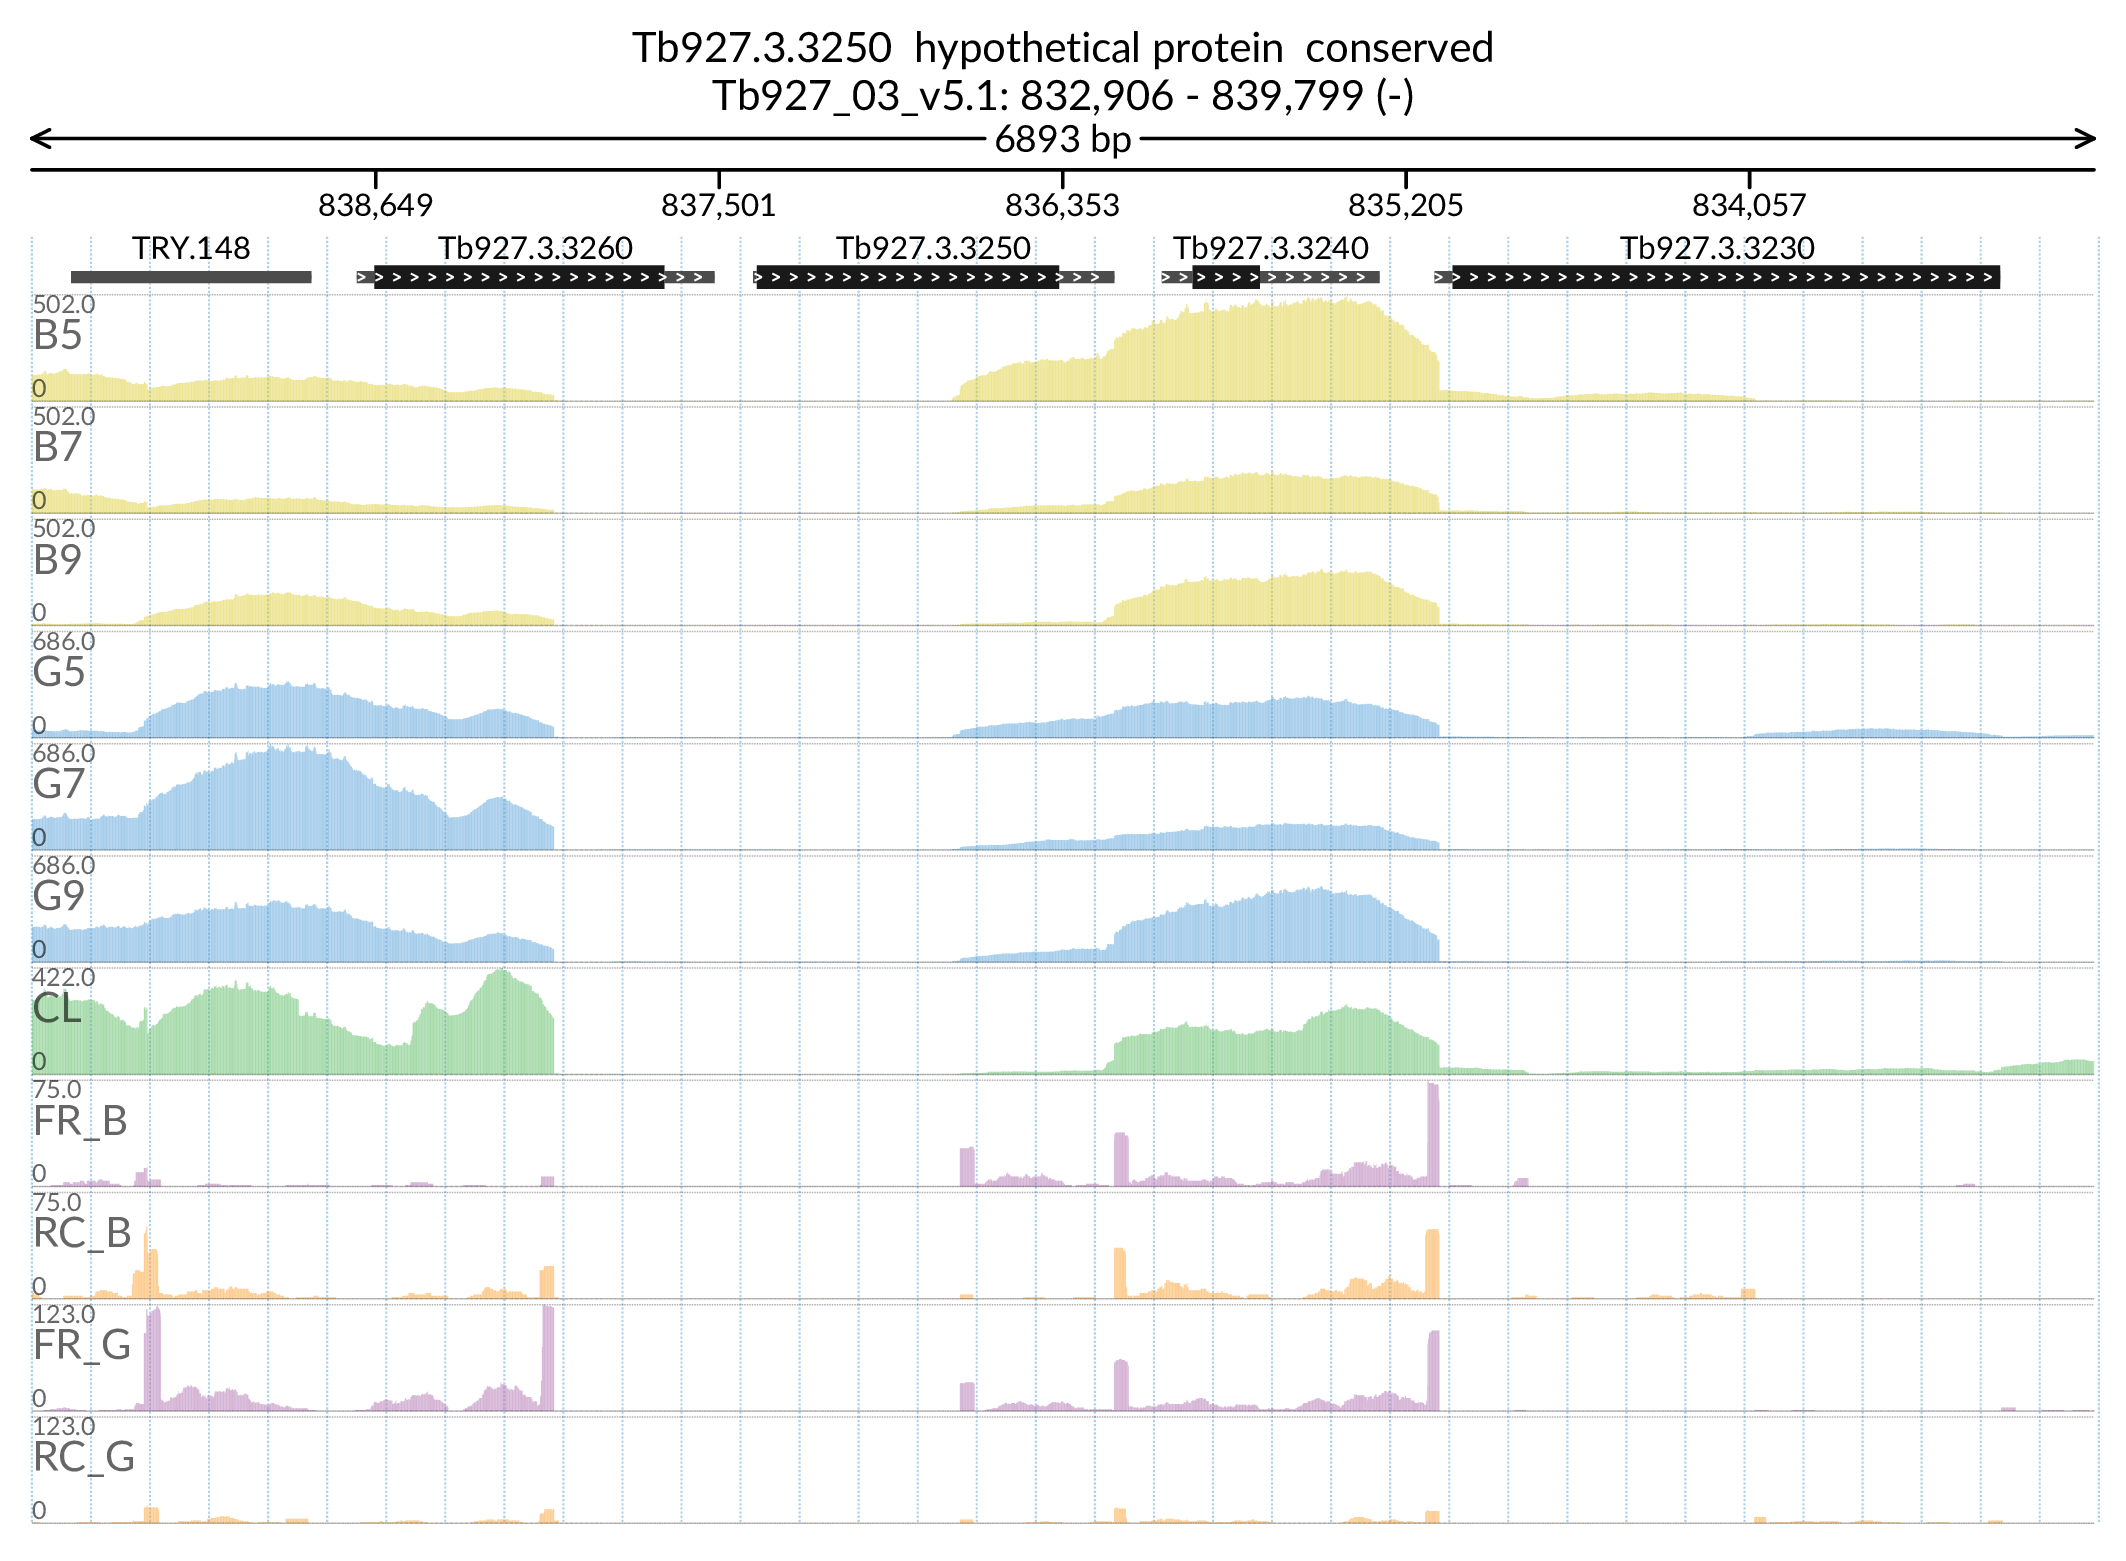 Tb927.3.3250 hypothetical protein conserved
Tb927_03_v5.1: 832,906 - 839,799 (-)
6893 bp
838,649 837,501 836,353 835,205 834,057
TRY.148 Tb927.3.3260 Tb927.3.3250 Tb927.3.3240 Tb927.3.3230
502.0
B5
0
502.0
B7
0
502.0
B9
0
686.0
G5
0
686.0
G7
0
686.0
G9
0
422.0
CL
0
75.0
FR_B
0
75.0
RC_B
0
123.0
FR_G
0
123.0
RC_G
0